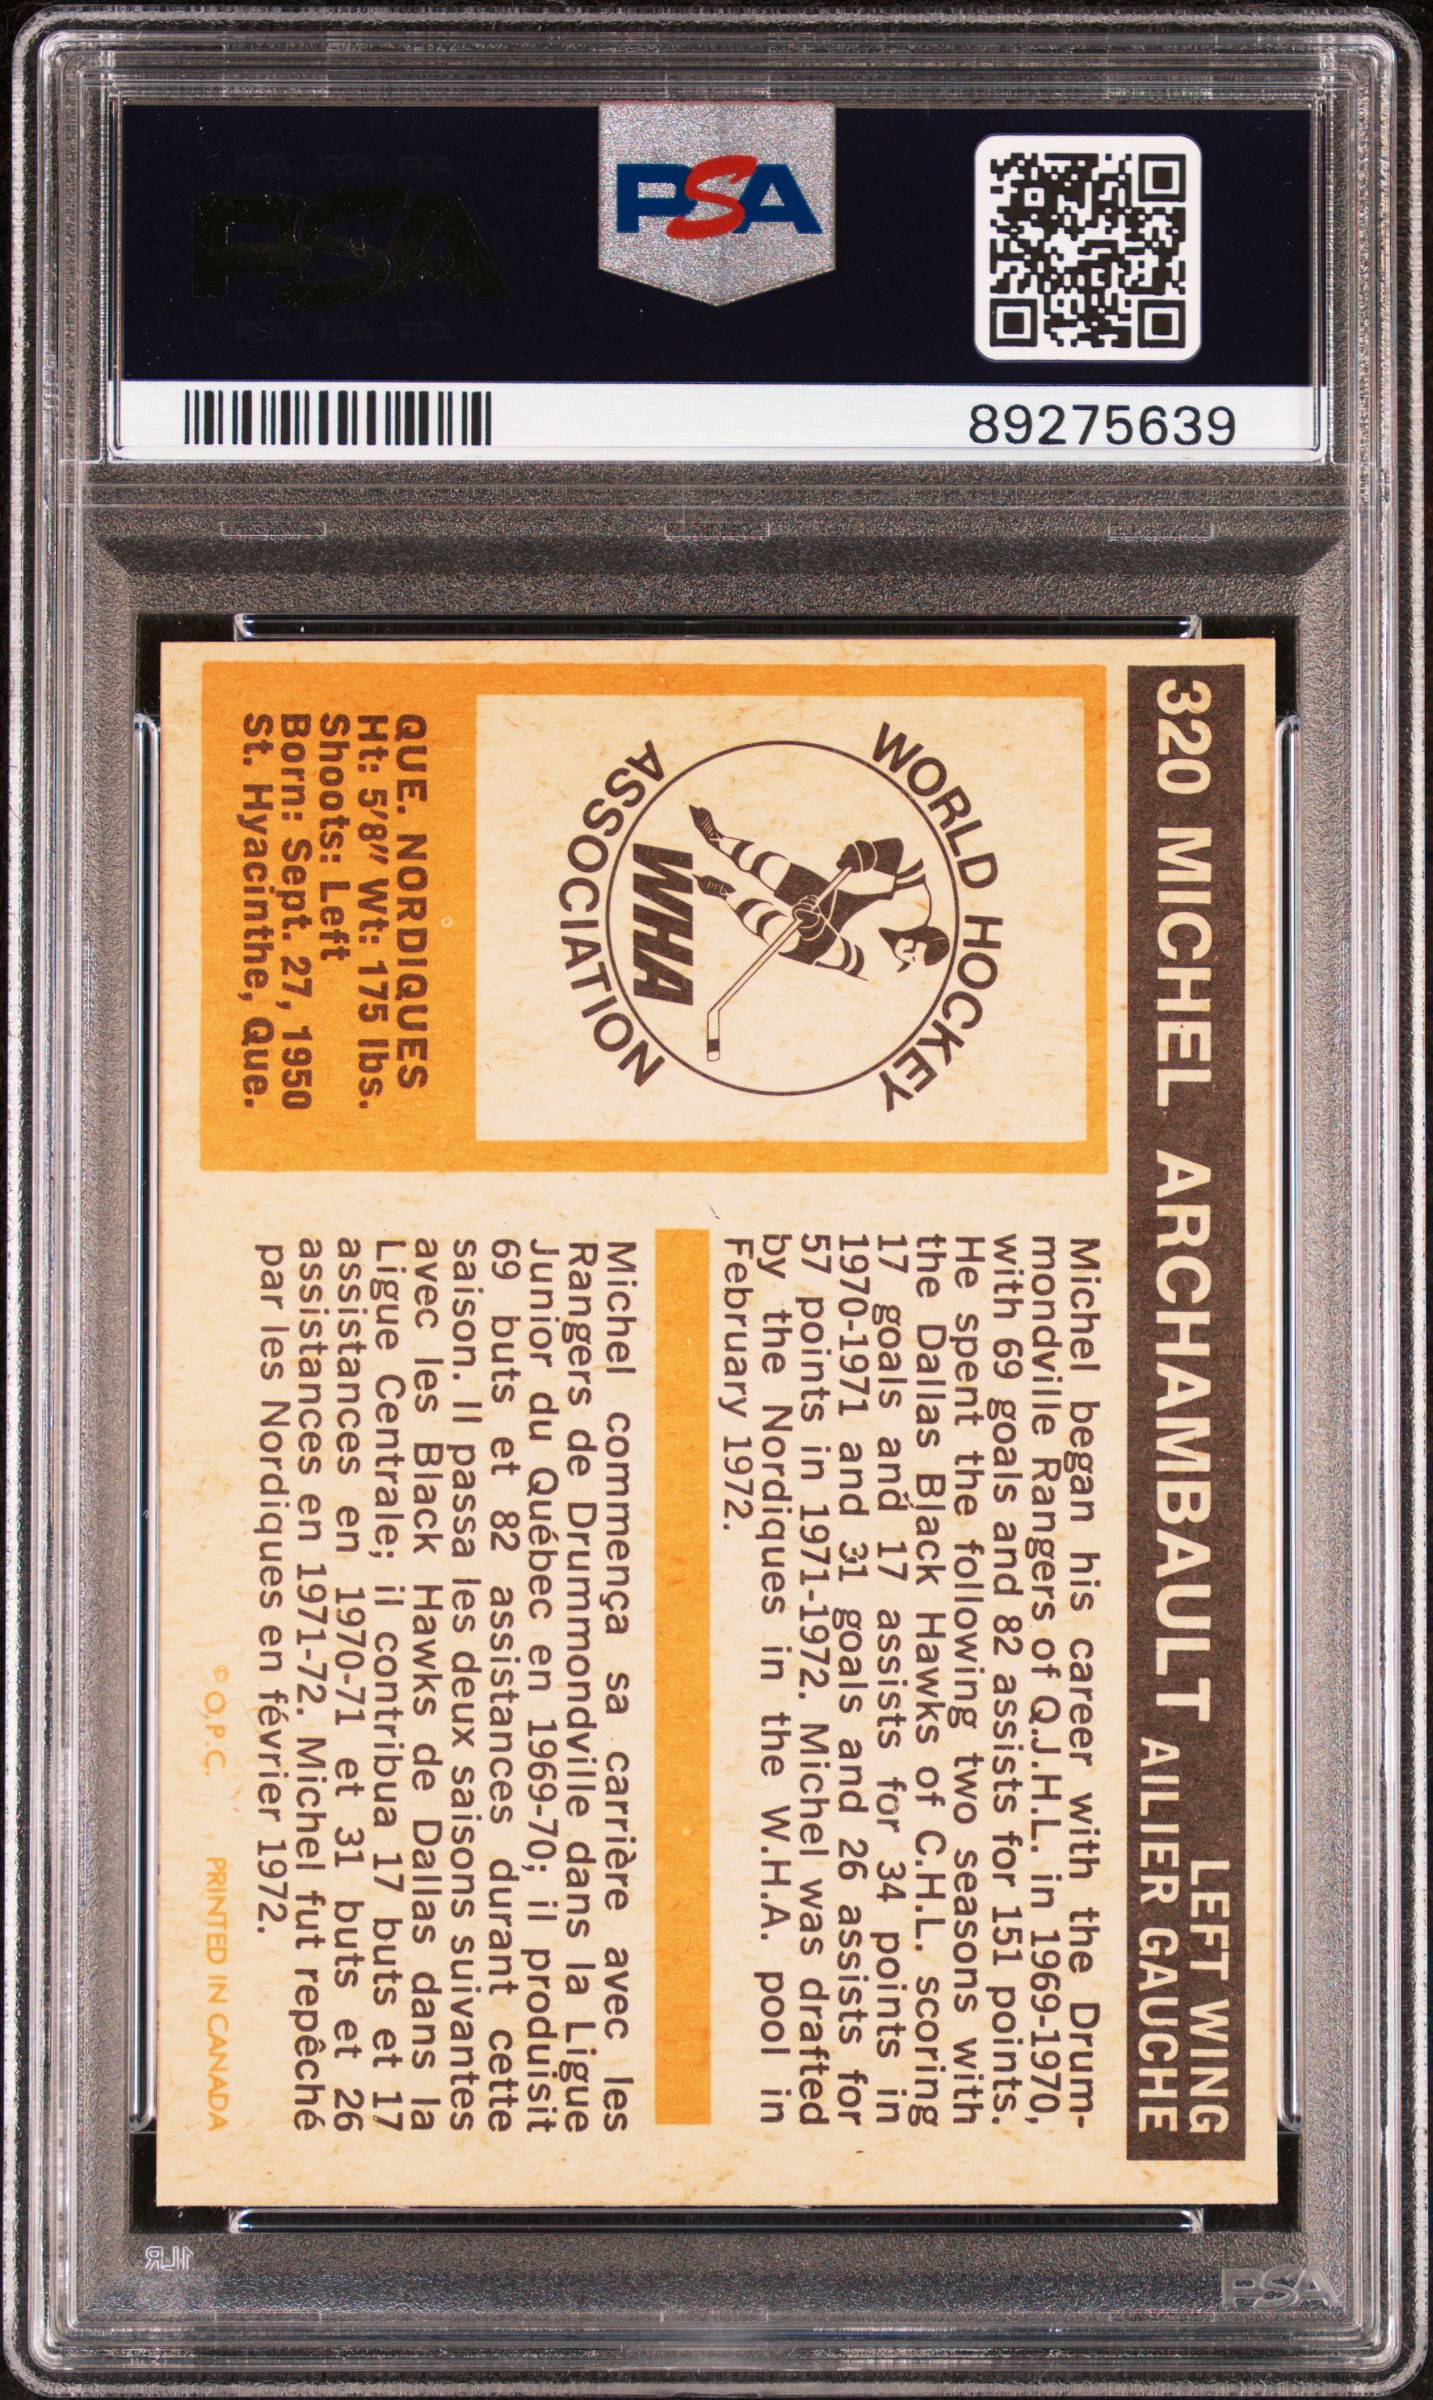 PSA
PSA
89275639
320 MICHEL ARCHAMBAULT
LEFT WING
AILIER GAUCHE
WORLD HOCKEY
WHA
ASSOCIATION
QUE. NORDIQUES
Ht: 5'8" Wt: 175 lbs.
Shoots: Left
Born: Sept. 27, 1950
St. Hyacinthe, Que.
Michel began his career with the Drum-
mondville Rangers of Q.J.H.L. in 1969-1970,
with 69 goals and 82 assists for 151 points.
He spent the following two seasons with
the Dallas Black Hawks of C.H.L. scoring
17 goals and 17 assists for 34 points in
1970-1971 and 31 goals and 26 assists for
57 points in 1971-1972. Michel was drafted
by the Nordiques in the W.H.A. pool in
February 1972.
Michel commença sa carrière avec les
Rangers de Drummondville dans la Ligue
Junior du Québec en 1969-70; il produisit
69 buts et 82 assistances durant cette
saison. Il passa les deux saisons suivantes
avec les Black Hawks de Dallas dans la
Ligue Centrale; il contribua 17 buts et 17
assistances en 1970-71 et 31 buts et 26
assistances en 1971-72. Michel fut repêché
par les Nordiques en février 1972.
© O.P.C. PRINTED IN CANADA
PSA